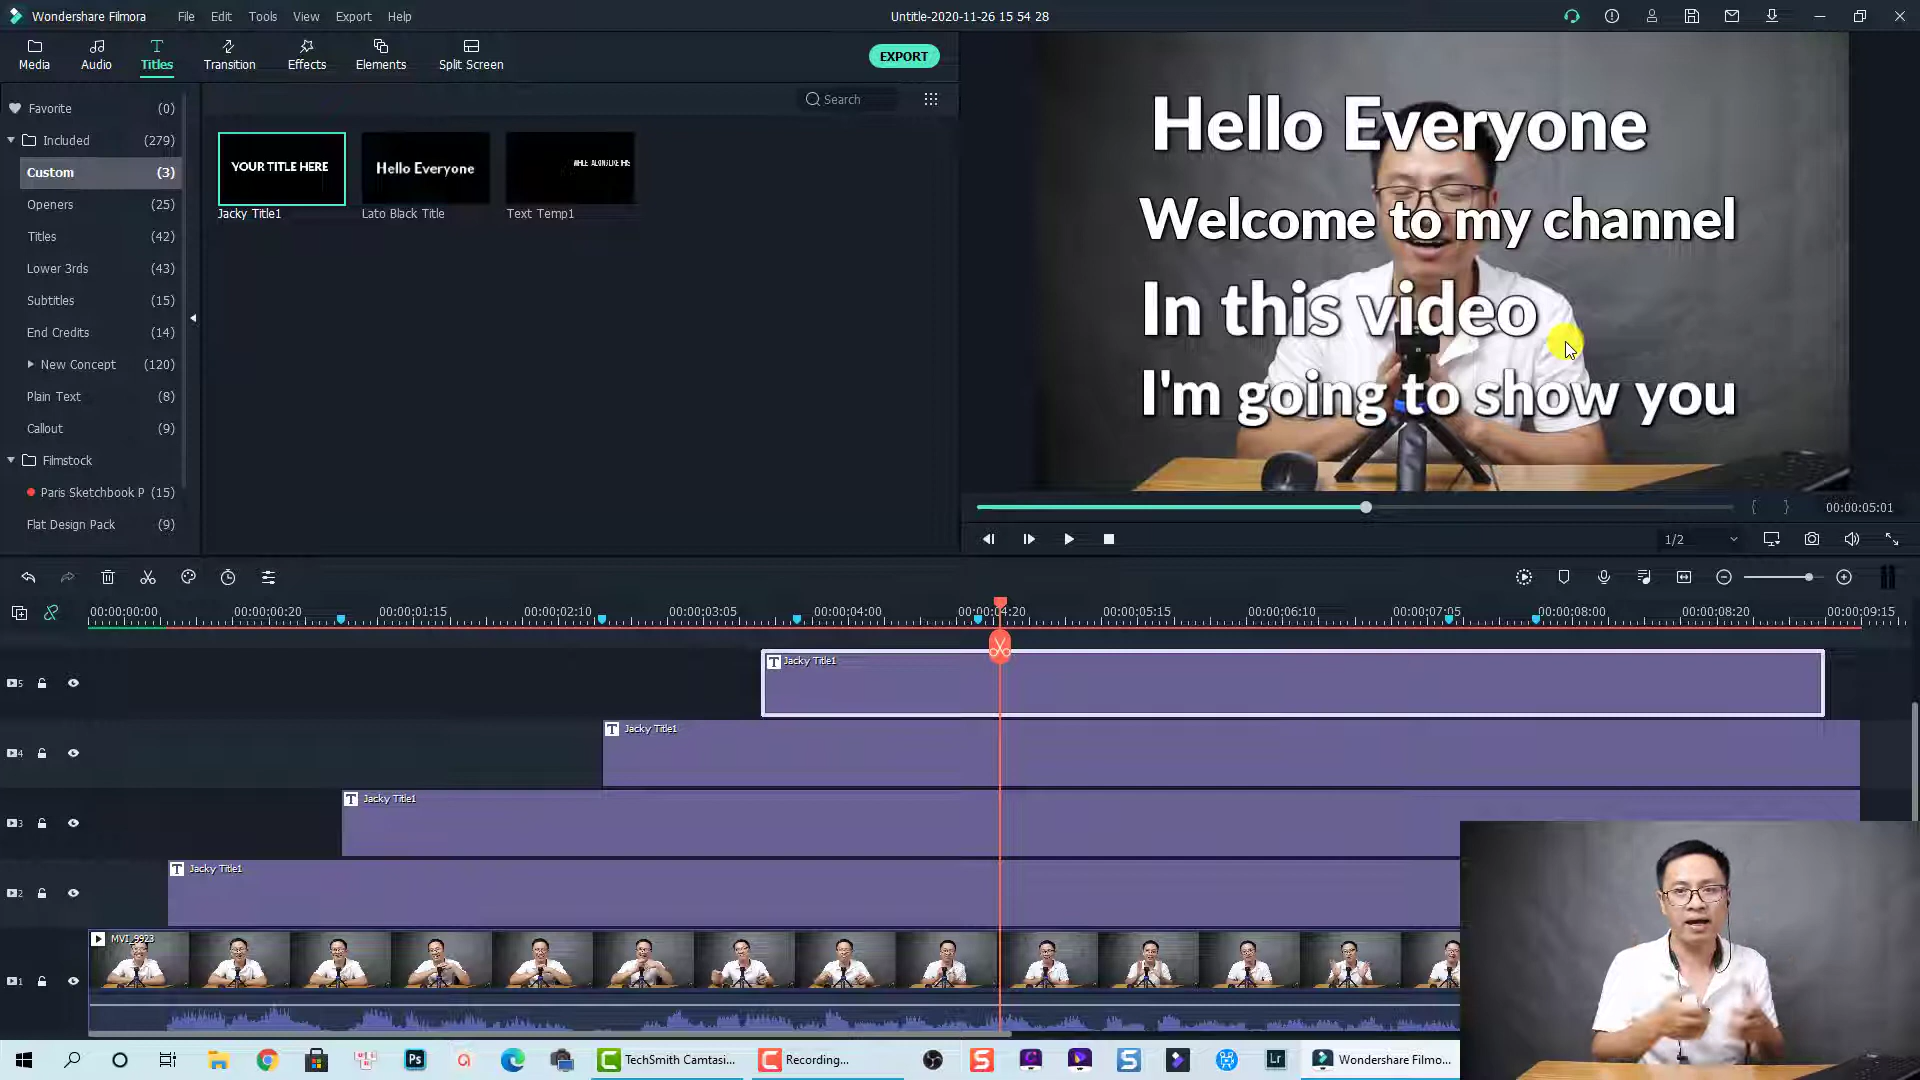 Wondershare Filmora
File
Edit
Tools
View
Export
Help
Untitle-2020-11-26 15 54 28
Media
Audio
Titles
Transition
Effects
Elements
Split Screen
EXPORT
Favorite (0)
Included (279)
Custom (3)
Openers (25)
Titles (42)
Lower 3rds (43)
Subtitles (15)
End Credits (14)
New Concept (120)
Plain Text (8)
Callout (9)
Filmstock
Paris Sketchbook P (15)
Flat Design Pack (9)
Search
YOUR TITLE HERE
Hello Everyone
Jacky Title1
Lato Black Title
Text Temp1
Hello Everyone
Welcome to my channel
In this video
I'm going to show you
{ }
00:00:05:01
1/2
00:00:00:00
00:00:00:20
00:00:01:15
00:00:02:10
00:00:03:05
00:00:04:00
00:00:04:20
00:00:05:15
00:00:06:10
00:00:07:05
00:00:08:00
00:00:08:20
00:00:09:15
5
T Jacky Title1
4
T Jacky Title1
3
T Jacky Title1
2
T Jacky Title1
1
MVI_9923
Ps
TechSmith Camtasi...
Recording...
Lr
Wondershare Filmo...